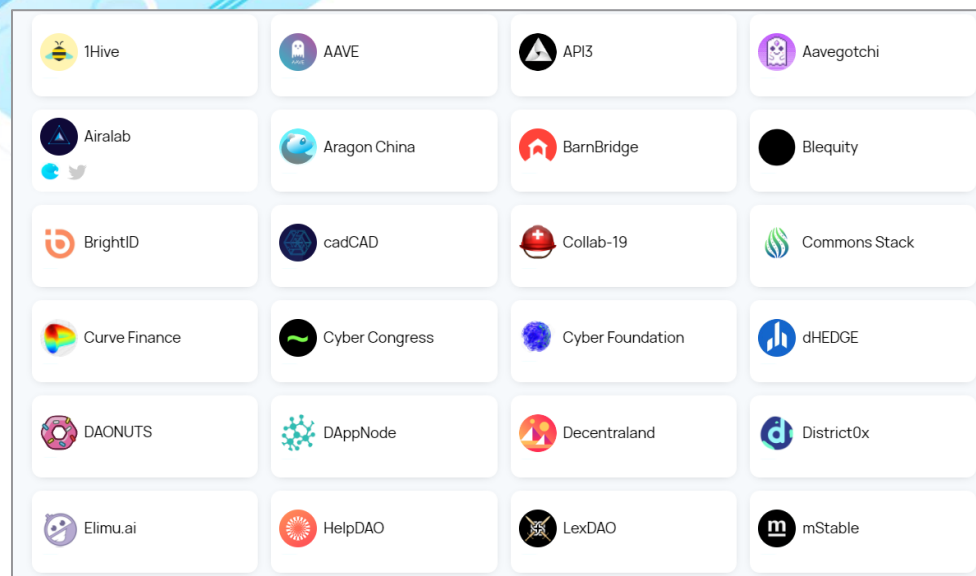 1Hive
AAVE
API3
Aavegotchi
Airalab
Aragon China
BarnBridge
Blequity
BrightID
cadCAD
Collab-19
Commons Stack
Curve Finance
Cyber Congress
Cyber Foundation
dHEDGE
DAONUTS
DAppNode
Decentraland
District0x
Elimu.ai
HelpDAO
LexDAO
mStable